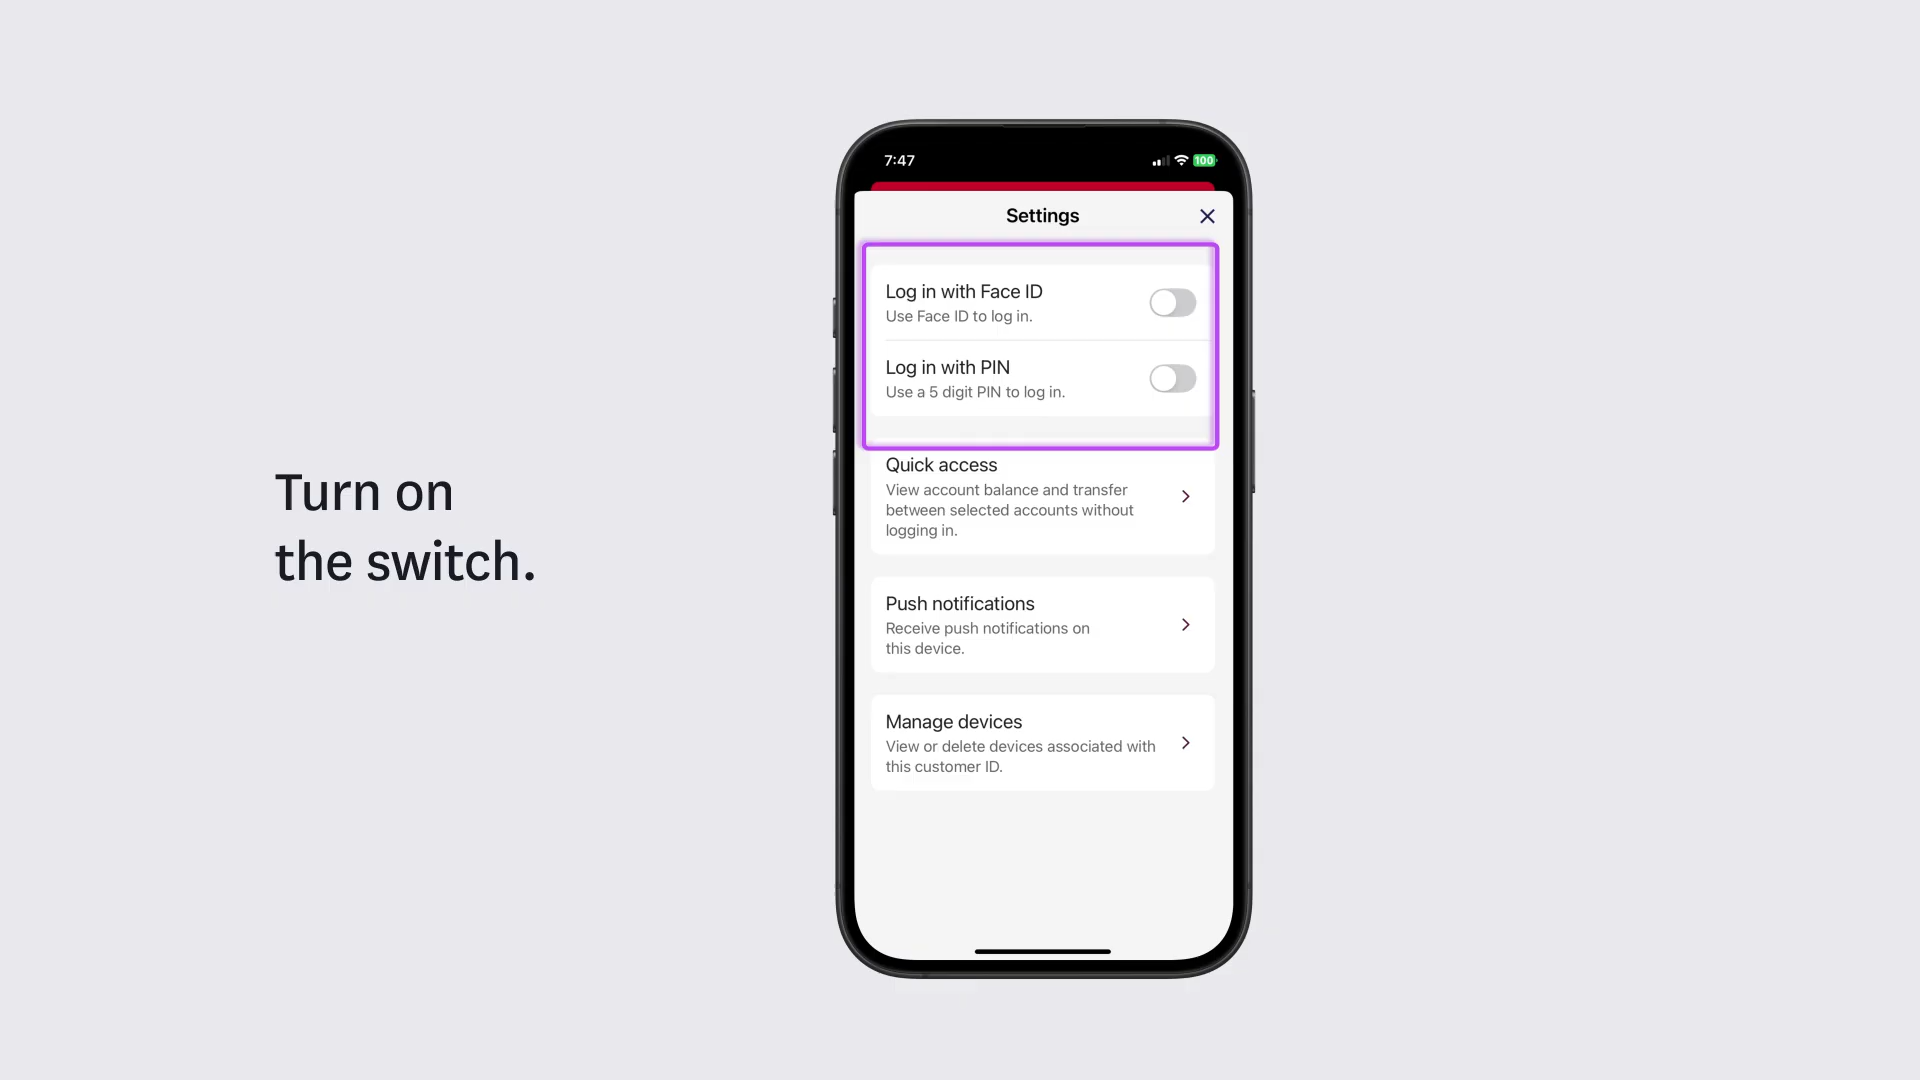 Turn on
the switch.
7:47
100
Settings
Log in with Face ID
Use Face ID to log in.
Log in with PIN
Use a 5 digit PIN to log in.
Quick access
View account balance and transfer
between selected accounts without
logging in.
Push notifications
Receive push notifications on
this device.
Manage devices
View or delete devices associated with
this customer ID.